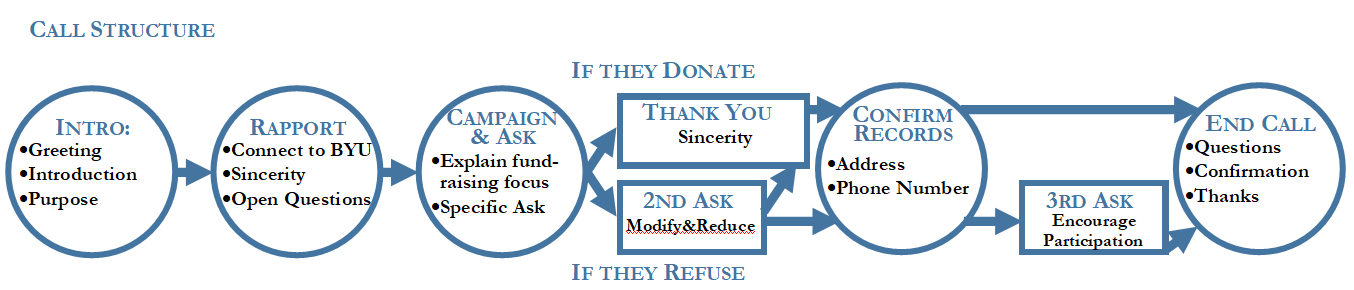 CALL STRUCTURE
IF THEY DONATE
INTRO:
•Greeting
•Introduction
•Purpose
RAPPORT
•Connect to BYU
•Sincerity
•Open Questions
CAMPAIGN
& ASK
•Explain fund-
raising focus
•Specific Ask
THANK YOU
Sincerity
2ND ASK
Modify&Reduce
IF THEY REFUSE
CONFIRM
RECORDS
•Address
•Phone Number
3RD ASK
Encourage
Participation
END CALL
•Questions
•Confirmation
•Thanks